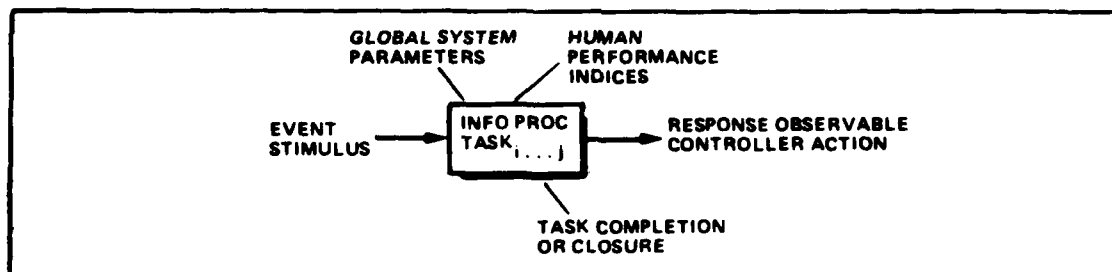 GLOBAL SYSTEM
PARAMETERS
HUMAN
PERFORMANCE
INDICES
EVENT
STIMULUS
INFO PROC
TASK i . . . j
RESPONSE OBSERVABLE
CONTROLLER ACTION
TASK COMPLETION
OR CLOSURE